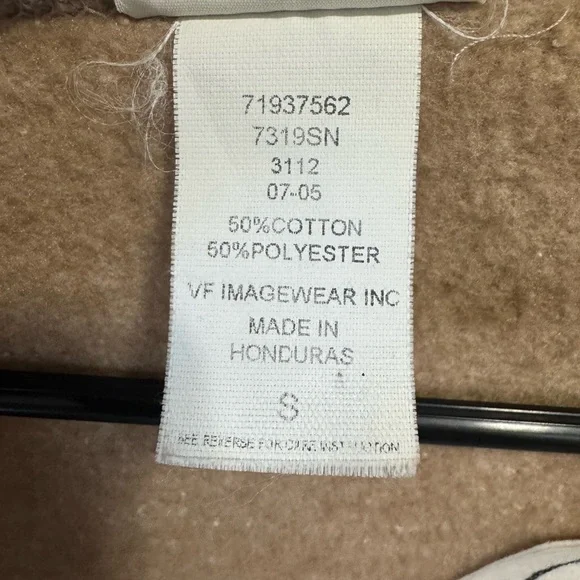 71937562
7319SN
3112
07-05
50%COTTON
50%POLYESTER
VF IMAGEWEAR INC
MADE IN
HONDURAS
S
SEE REVERSE FOR CARE INSTRUCTION